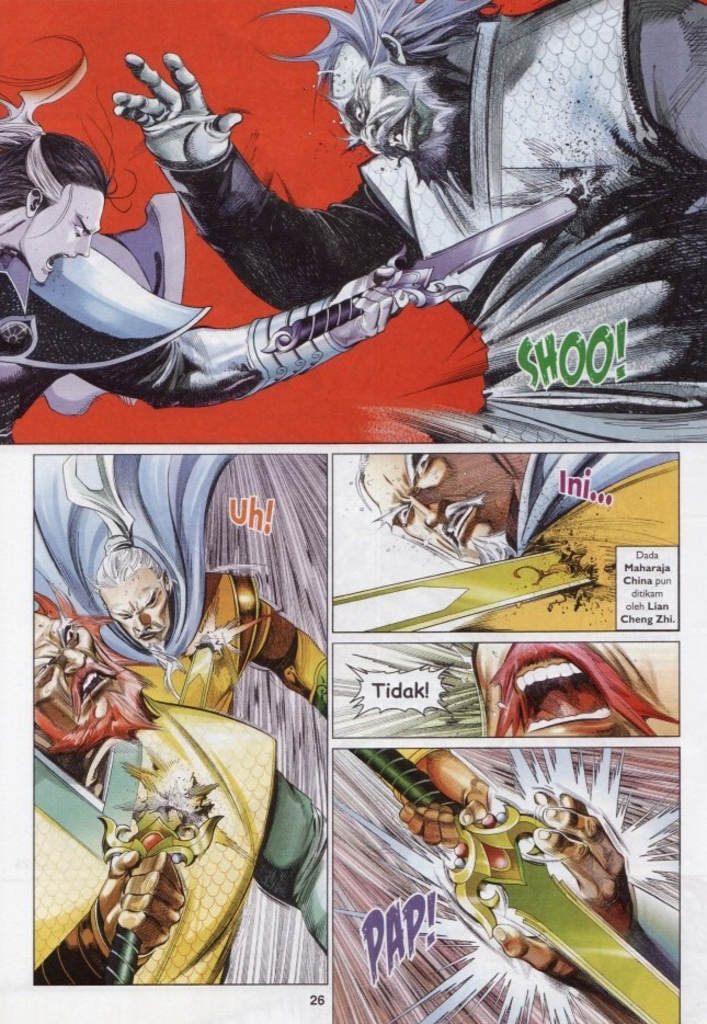 SHOO!
Uh!
Ini...
Dada
Maharaja
China pun
ditikam
oleh Lian
Cheng Zhi.
Tidak!
PAP!
26